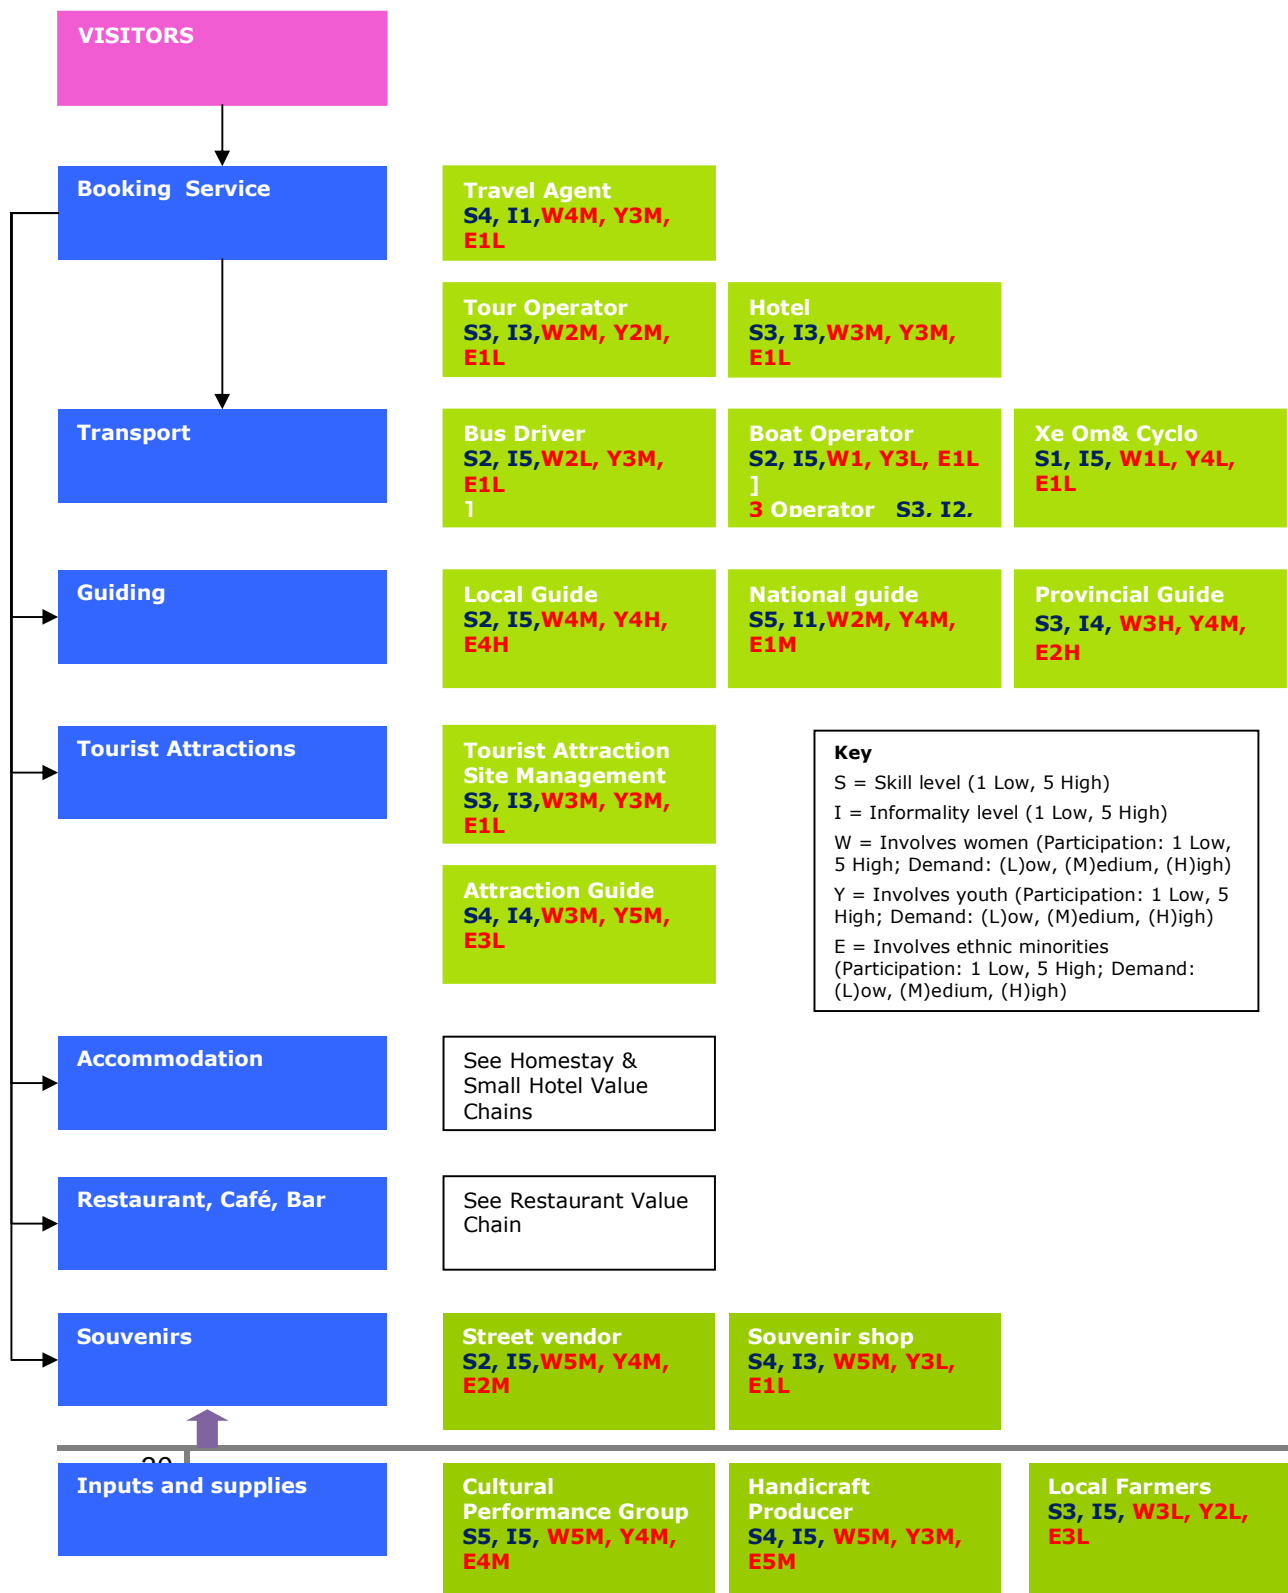 VISITORS
Booking  Service
Travel Agent
S4, I1,W4M, Y3M,
E1L
Tour Operator
S3, I3,W2M, Y2M,
E1L
Hotel
S3, I3,W3M, Y3M,
E1L
Transport
Bus Driver
S2, I5,W2L, Y3M,
E1L
]
Boat Operator
S2, I5,W1, Y3L, E1L
]
3 Operator   S3, I2,
Xe Om& Cyclo
S1, I5, W1L, Y4L,
E1L
Guiding
Local Guide
S2, I5,W4M, Y4H,
E4H
National guide
S5, I1,W2M, Y4M,
E1M
Provincial Guide
S3, I4, W3H, Y4M,
E2H
Tourist Attractions
Tourist Attraction
Site Management
S3, I3,W3M, Y3M,
E1L
Attraction Guide
S4, I4,W3M, Y5M,
E3L
Key
S = Skill level (1 Low, 5 High)
I = Informality level (1 Low, 5 High)
W = Involves women (Participation: 1 Low,
5 High; Demand: (L)ow, (M)edium, (H)igh)
Y = Involves youth (Participation: 1 Low, 5
High; Demand: (L)ow, (M)edium, (H)igh)
E = Involves ethnic minorities
(Participation: 1 Low, 5 High; Demand:
(L)ow, (M)edium, (H)igh)
Accommodation
See Homestay &
Small Hotel Value
Chains
Restaurant, Café, Bar
See Restaurant Value
Chain
Souvenirs
Street vendor
S2, I5,W5M, Y4M,
E2M
Souvenir shop
S4, I3, W5M, Y3L,
E1L
Inputs and supplies
Cultural
Performance Group
S5, I5, W5M, Y4M,
E4M
Handicraft
Producer
S4, I5, W5M, Y3M,
E5M
Local Farmers
S3, I5, W3L, Y2L,
E3L